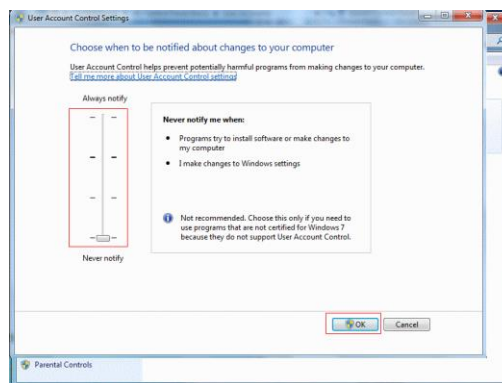 User Account Control Settings
Choose when to be notified about changes to your computer
User Account Control helps prevent potentially harmful programs from making changes to your computer.
Tell me more about User Account Control settings
Always notify
Never notify me when:
• Programs try to install software or make changes to
my computer
• I make changes to Windows settings
Not recommended. Choose this only if you need to
use programs that are not certified for Windows 7
because they do not support User Account Control.
Never notify
OK
Cancel
Parental Controls